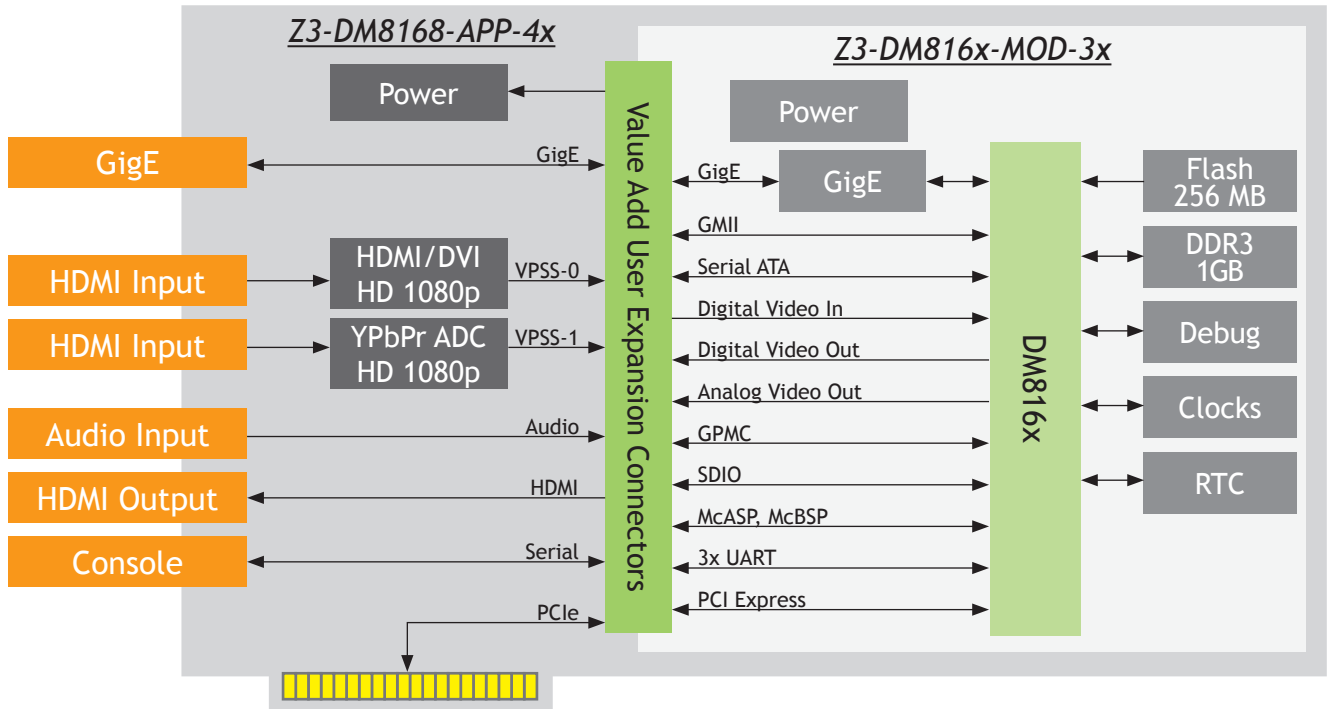 Z3-DM8168-APP-4x
Z3-DM816x-MOD-3x
Power
Power
GigE
GigE
GigE
GigE
Flash
256 MB
GMII
DDR3
1GB
HDMI Input
HDMI/DVI
HD 1080p
VPSS-0
Serial ATA
Digital Video In
HDMI Input
YPbPr ADC
HD 1080p
VPSS-1
Digital Video Out
Debug
Analog Video Out
Clocks
Audio Input
Audio
GPMC
HDMI Output
HDMI
SDIO
RTC
McASP, McBSP
Console
Serial
3x UART
PCIe
PCI Express
Value Add User Expansion Connectors
DM816x